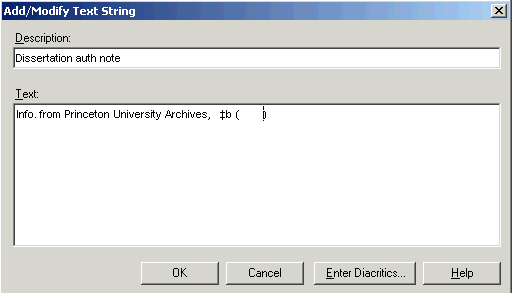 Add/Modify Text String
Description:
Dissertation auth note
Text:
Info. from Princeton University Archives, ‡b ( )
OK Cancel Enter Diacritics... Help